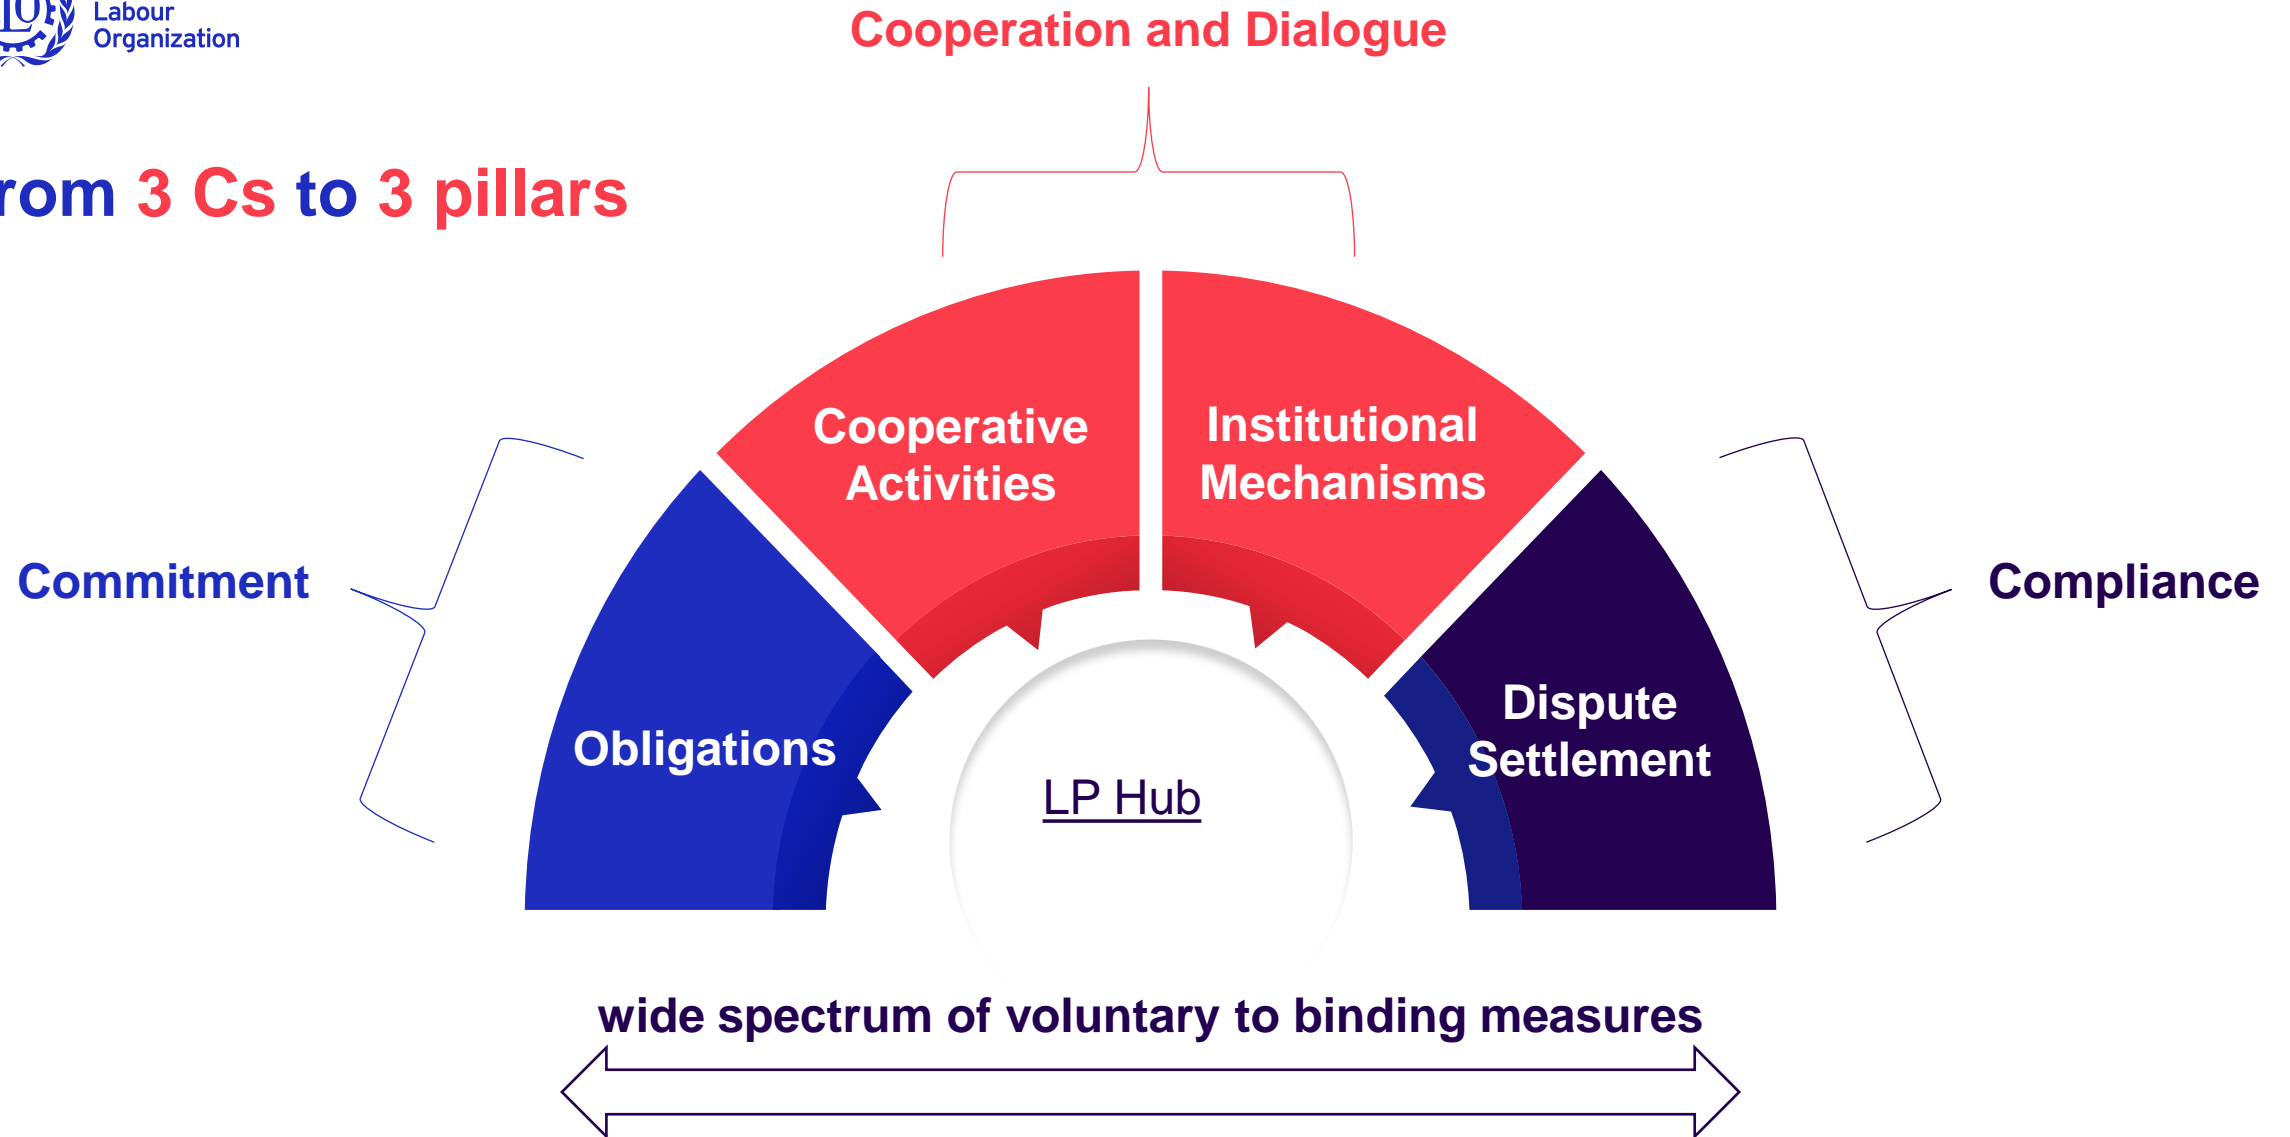 Labour
Organization
Cooperation and Dialogue
rom 3 Cs to 3 pillars
Cooperative
Activities
Institutional
Mechanisms
Commitment
Compliance
Obligations
Dispute
Settlement
LP Hub
wide spectrum of voluntary to binding measures